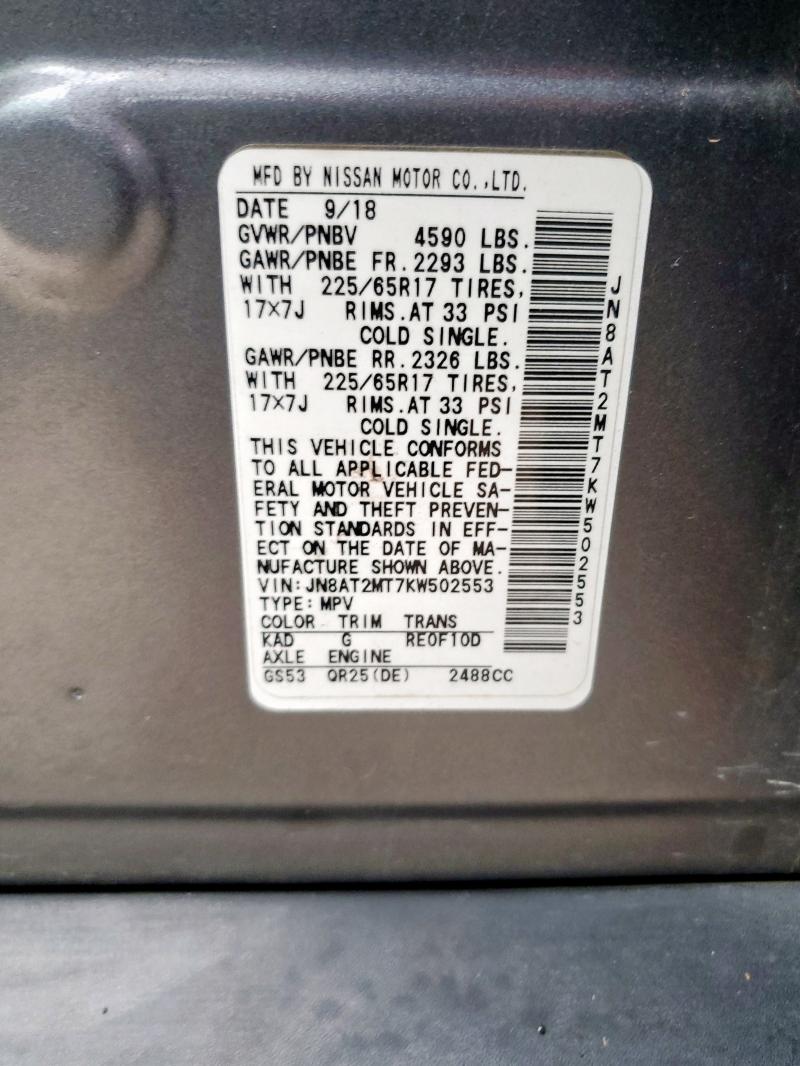 MFD BY NISSAN MOTOR CO.,LTD.
DATE 9/18
GVWR/PNBV 4590 LBS.
GAWR/PNBE FR.2293 LBS.
WITH 225/65R17 TIRES,
17×7J RIMS.AT 33 PSI
COLD SINGLE.
GAWR/PNBE RR.2326 LBS.
WITH 225/65R17 TIRES,
17×7J RIMS.AT 33 PSI
COLD SINGLE.
THIS VEHICLE CONFORMS
TO ALL APPLICABLE FED-
ERAL MOTOR VEHICLE SA-
FETY AND THEFT PREVEN-
TION STANDARDS IN EFF-
ECT ON THE DATE OF MA-
NUFACTURE SHOWN ABOVE.
VIN:JN8AT2MT7KW502553
TYPE:MPV
COLOR TRIM TRANS
KAD G RE0F10D
AXLE ENGINE
GS53 QR25(DE) 2488CC
JN8AT2MT7KW502553